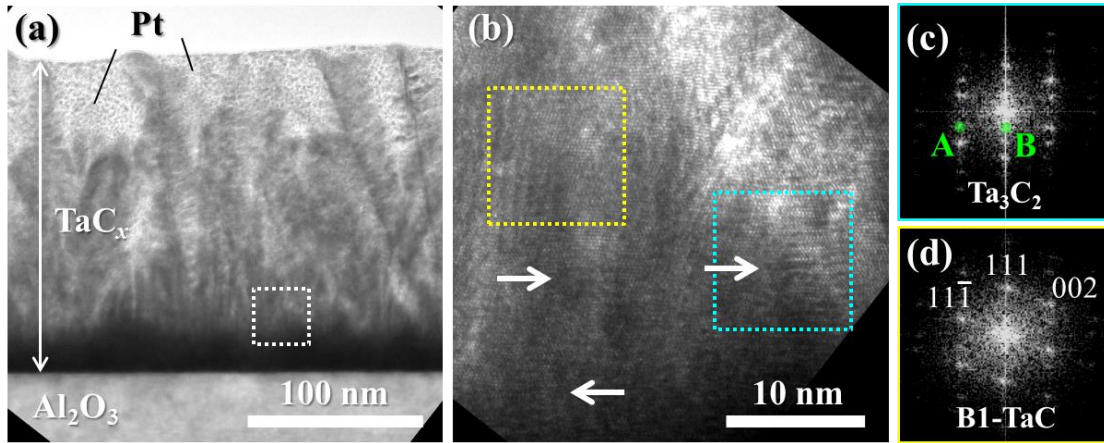 (a)
Pt
TaCₓ
Al₂O₃
100 nm
(b)
10 nm
(c)
A
B
Ta₃C₂
(d)
111
111̅
002
B1-TaC